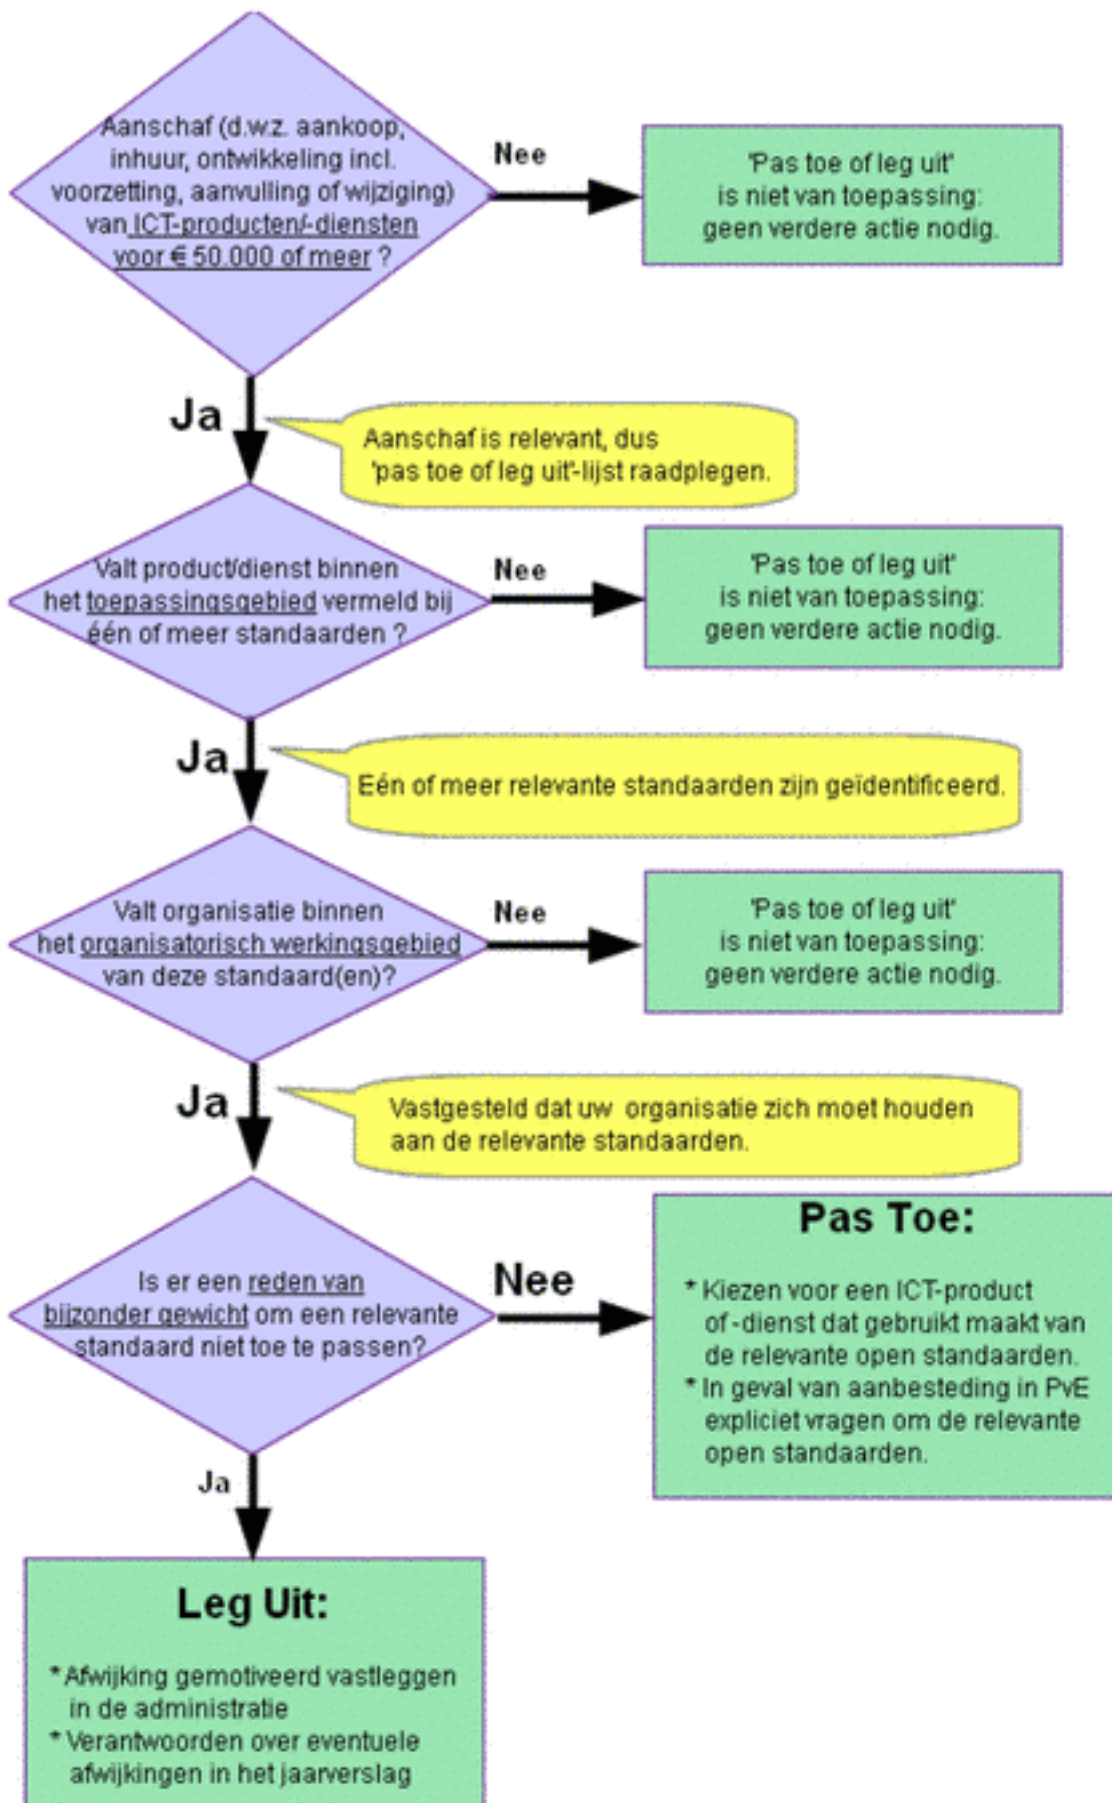 Aanschaf (d.w.z. aankoop,
inhuur, ontwikkeling incl.
voorzetting, aanvulling of wijziging)
van ICT-producten/-diensten
voor € 50.000 of meer ?
Nee
'Pas toe of leg uit'
is niet van toepassing:
geen verdere actie nodig.
Ja
Aanschaf is relevant, dus
'pas toe of leg uit'-lijst raadplegen.
Valt product/dienst binnen
het toepassingsgebied vermeld bij
één of meer standaarden ?
Nee
'Pas toe of leg uit'
is niet van toepassing:
geen verdere actie nodig.
Ja
Eén of meer relevante standaarden zijn geïdentificeerd.
Valt organisatie binnen
het organisatorisch werkingsgebied
van deze standaard(en)?
Nee
'Pas toe of leg uit'
is niet van toepassing:
geen verdere actie nodig.
Ja
Vastgesteld dat uw organisatie zich moet houden
aan de relevante standaarden.
Is er een reden van
bijzonder gewicht om een relevante
standaard niet toe te passen?
Nee
Pas Toe:
* Kiezen voor een ICT-product
of -dienst dat gebruikt maakt van
de relevante open standaarden.
* In geval van aanbesteding in PvE
expliciet vragen om de relevante
open standaarden.
Ja
Leg Uit:
* Afwijking gemotiveerd vastleggen
in de administratie
* Verantwoorden over eventuele
afwijkingen in het jaarverslag